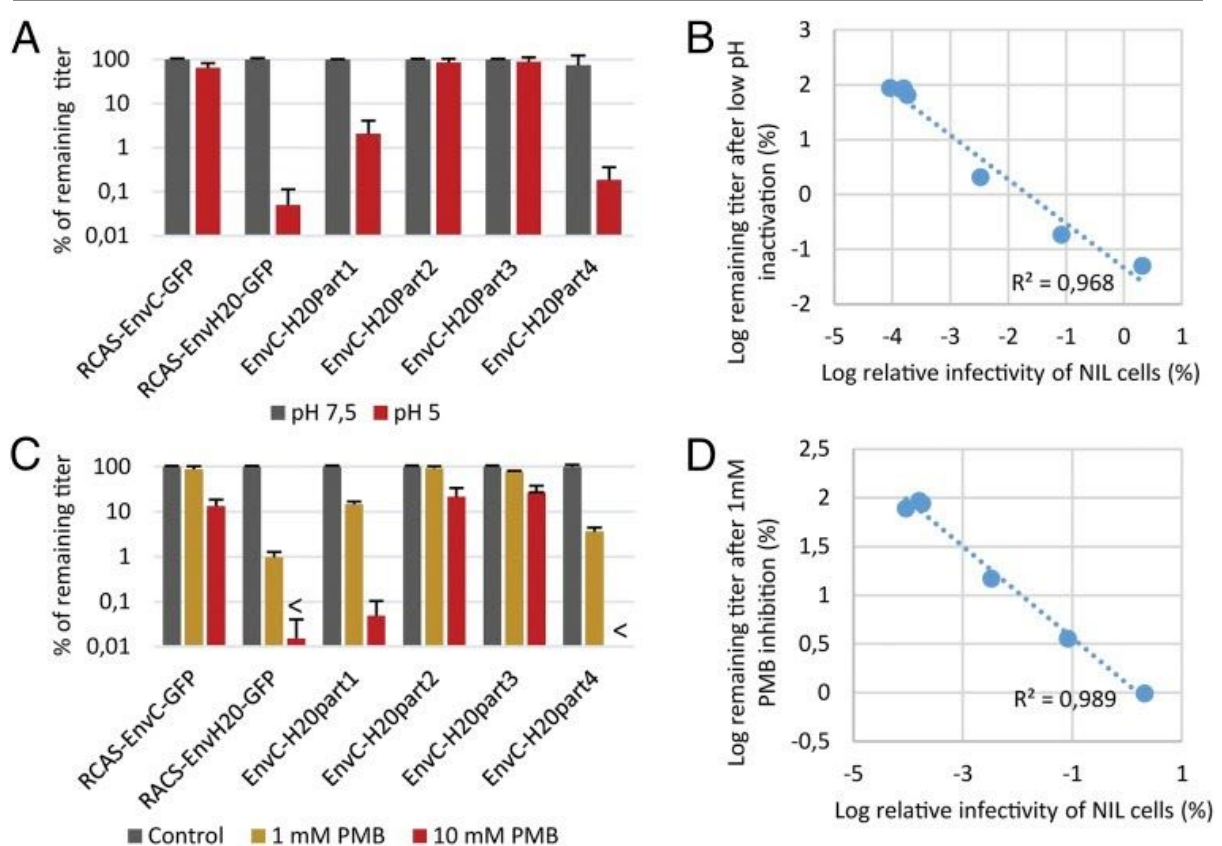 A
% of remaining titer
100
10
1
0,1
0,01
RCAS-EnvC-GFP
RCAS-EnvH20-GFP
EnvC-H20Part1
EnvC-H20Part2
EnvC-H20Part3
EnvC-H20Part4
pH 7,5
pH 5
B
Log remaining titer after low pH
inactivation (%)
3
2
1
0
-1
-2
R² = 0,968
-5
-4
-3
-2
-1
0
1
Log relative infectivity of NIL cells (%)
C
% of remaining titer
100
10
1
0,1
0,01
<
<
RCAS-EnvC-GFP
RACS-EnvH20-GFP
EnvC-H20part1
EnvC-H20part2
EnvC-H20part3
EnvC-H20part4
Control
1 mM PMB
10 mM PMB
D
Log remaining titer after 1mM
PMB inhibition (%)
2,5
2
1,5
1
0,5
0
-0,5
R² = 0,989
-5
-3
-1
1
Log relative infectivity of NIL cells (%)